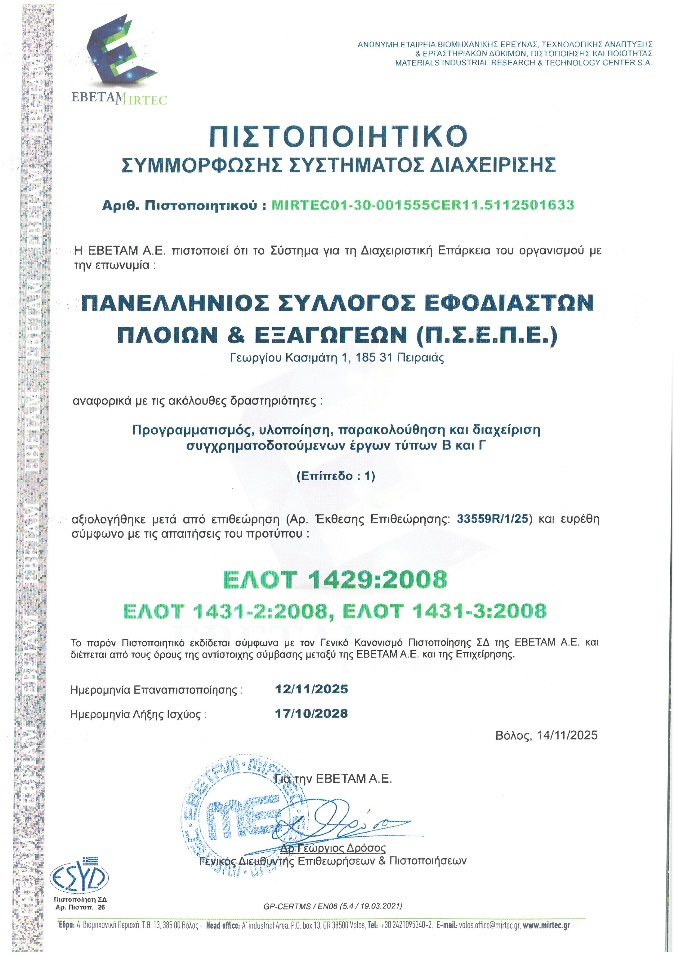 ΕΒΕΤΑΜ MIRTEC
ΑΝΩΝΥΜΗ ΕΤΑΙΡΕΙΑ ΒΙΟΜΗΧΑΝΙΚΗΣ ΕΡΕΥΝΑΣ, ΤΕΧΝΟΛΟΓΙΚΗΣ ΑΝΑΠΤΥΞΗΣ
& ΕΡΓΑΣΤΗΡΙΑΚΩΝ ΔΟΚΙΜΩΝ, ΠΙΣΤΟΠΟΙΗΣΗΣ ΚΑΙ ΠΟΙΟΤΗΤΑΣ
MATERIALS INDUSTRIAL RESEARCH & TECHNOLOGY CENTER S.A.
ΠΙΣΤΟΠΟΙΗΤΙΚΟ
ΣΥΜΜΟΡΦΩΣΗΣ ΣΥΣΤΗΜΑΤΟΣ ΔΙΑΧΕΙΡΙΣΗΣ
Αριθ. Πιστοποιητικού : MIRTEC01-30-001555CER11.5112501633
Η ΕΒΕΤΑΜ Α.Ε. πιστοποιεί ότι το Σύστημα για τη Διαχειριστική Επάρκεια του οργανισμού με
την επωνυμία :
ΠΑΝΕΛΛΗΝΙΟΣ ΣΥΛΛΟΓΟΣ ΕΦΟΔΙΑΣΤΩΝ
ΠΛΟΙΩΝ & ΕΞΑΓΩΓΕΩΝ (Π.Σ.Ε.Π.Ε.)
Γεωργίου Κασιμάτη 1, 185 31 Πειραιάς
αναφορικά με τις ακόλουθες δραστηριότητες :
Προγραμματισμός, υλοποίηση, παρακολούθηση και διαχείριση
συγχρηματοδοτούμενων έργων τύπων Β και Γ
(Επίπεδο : 1)
αξιολογήθηκε μετά από επιθεώρηση (Αρ. Έκθεσης Επιθεώρησης: 33559R/1/25) και ευρέθη
σύμφωνο με τις απαιτήσεις του προτύπου :
ΕΛΟΤ 1429:2008
ΕΛΟΤ 1431-2:2008, ΕΛΟΤ 1431-3:2008
Το παρόν Πιστοποιητικό εκδίδεται σύμφωνα με τον Γενικό Κανονισμό Πιστοποίησης ΣΔ της ΕΒΕΤΑΜ Α.Ε. και
διέπεται από τους όρους της αντίστοιχης σύμβασης μεταξύ της ΕΒΕΤΑΜ Α.Ε. και της Επιχείρησης.
Ημερομηνία Επαναπιστοποίησης : 12/11/2025
Ημερομηνία Λήξης Ισχύος : 17/10/2028
Βόλος, 14/11/2025
Για την ΕΒΕΤΑΜ Α.Ε.
Δρ.Γεώργιος Δρόσος
Γενικός Διευθυντής Επιθεωρήσεων & Πιστοποιήσεων
ΕΣΥΔ
Πιστοποίηση ΣΔ
Αρ. Πιστοπ. 26
GP-CERTMS / EN06 (5.4 / 19.03.2021)
Έδρα: Α' Βιομηχανική Περιοχή, Τ.Θ. 13, 385 00 Βόλος - Head office: A' Industrial Area, P.O. box 13, GR 38500 Volos, Tel.: +30 2421095340-2, E-mail: volos.office@mirtec.gr, www.mirtec.gr